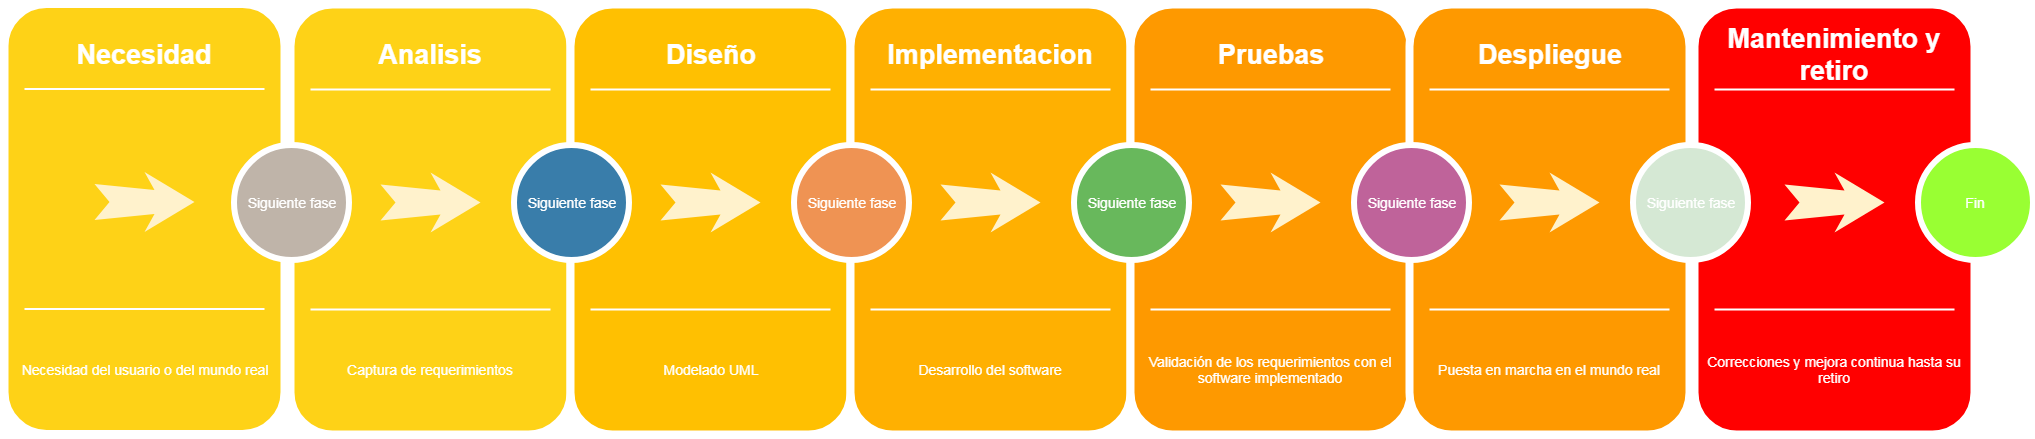 Necesidad
Siguiente fase
Necesidad del usuario o del mundo real
Analisis
Siguiente fase
Captura de requerimientos
Diseño
Siguiente fase
Modelado UML
Implementacion
Siguiente fase
Desarrollo del software
Pruebas
Siguiente fase
Validación de los requerimientos con el
software implementado
Despliegue
Siguiente fase
Puesta en marcha en el mundo real
Mantenimiento y
retiro
Fin
Correcciones y mejora continua hasta su
retiro